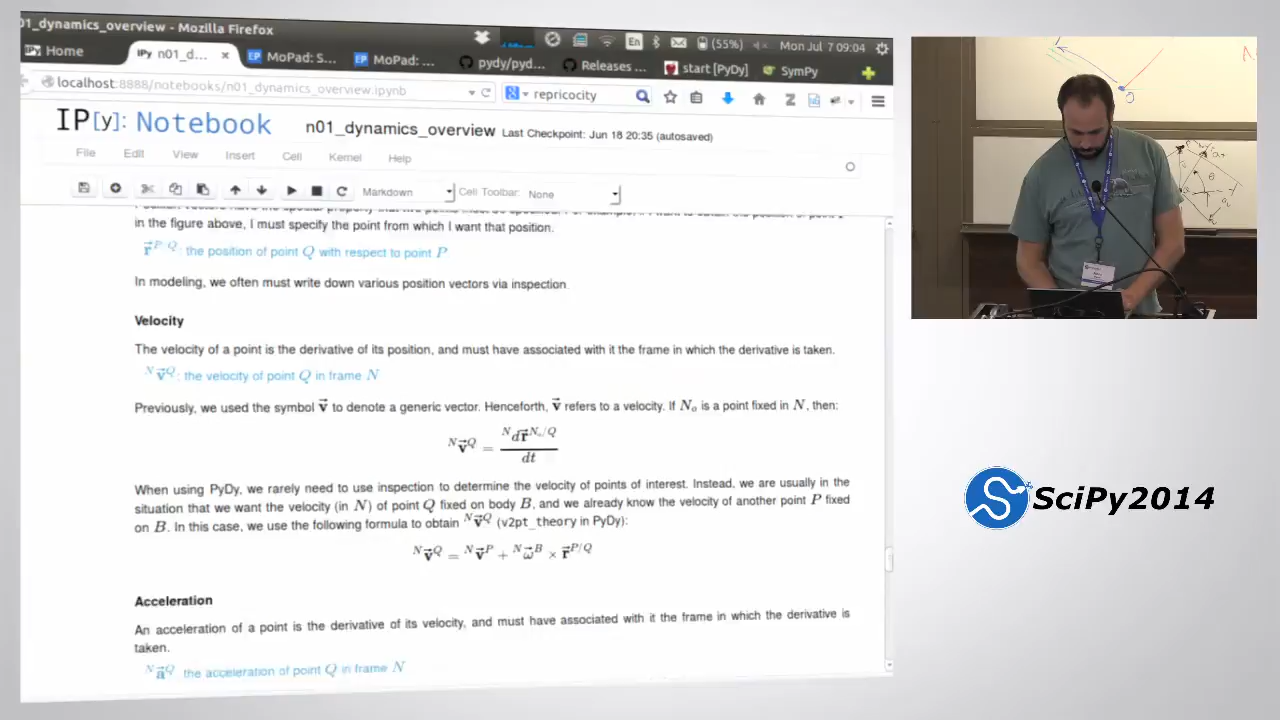 01_dynamics_overview - Mozilla Firefox
En
(55%)
Mon Jul 7 09:04
IPy Home
IPy n01_d... ×
EP MoPad: S...
EP MoPad: ...
pydy/pyd...
Releases ...
start [PyDy]
SymPy
localhost:8888/notebooks/n01_dynamics_overview.ipynb
repricocity
IP[y]: Notebook
n01_dynamics_overview Last Checkpoint: Jun 18 20:35 (autosaved)
File Edit View Insert Cell Kernel Help
Markdown Cell Toolbar: None
in the figure above, I must specify the point from which I want that position.
r⃗^{P/Q}: the position of point Q with respect to point P
In modeling, we often must write down various position vectors via inspection.
Velocity
The velocity of a point is the derivative of its position, and must have associated with it the frame in which the derivative is taken.
^N v⃗^Q: the velocity of point Q in frame N
Previously, we used the symbol v⃗ to denote a generic vector. Henceforth, v⃗ refers to a velocity. If N_o is a point fixed in N, then:
^N v⃗^Q = ^N d r⃗^{N_o/Q} / dt
When using PyDy, we rarely need to use inspection to determine the velocity of points of interest. Instead, we are usually in the
situation that we want the velocity (in N) of point Q fixed on body B, and we already know the velocity of another point P fixed
on B. In this case, we use the following formula to obtain ^N v⃗^Q (v2pt_theory in PyDy):
^N v⃗^Q = ^N v⃗^P + ^N ω⃗^B × r⃗^{P/Q}
Acceleration
An acceleration of a point is the derivative of its velocity, and must have associated with it the frame in which the derivative is
taken.
^N a⃗^Q the acceleration of point Q in frame N
SciPy2014